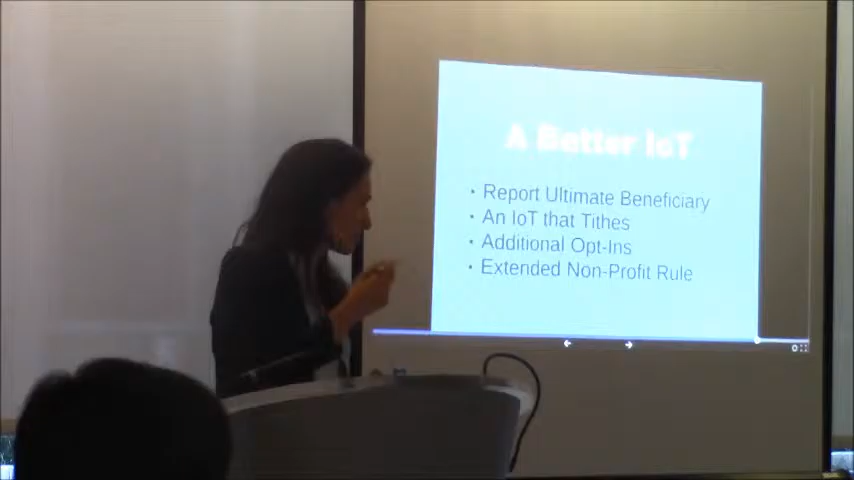 A Better IoT
• Report Ultimate Beneficiary
• An IoT that Tithes
• Additional Opt-Ins
• Extended Non-Profit Rule